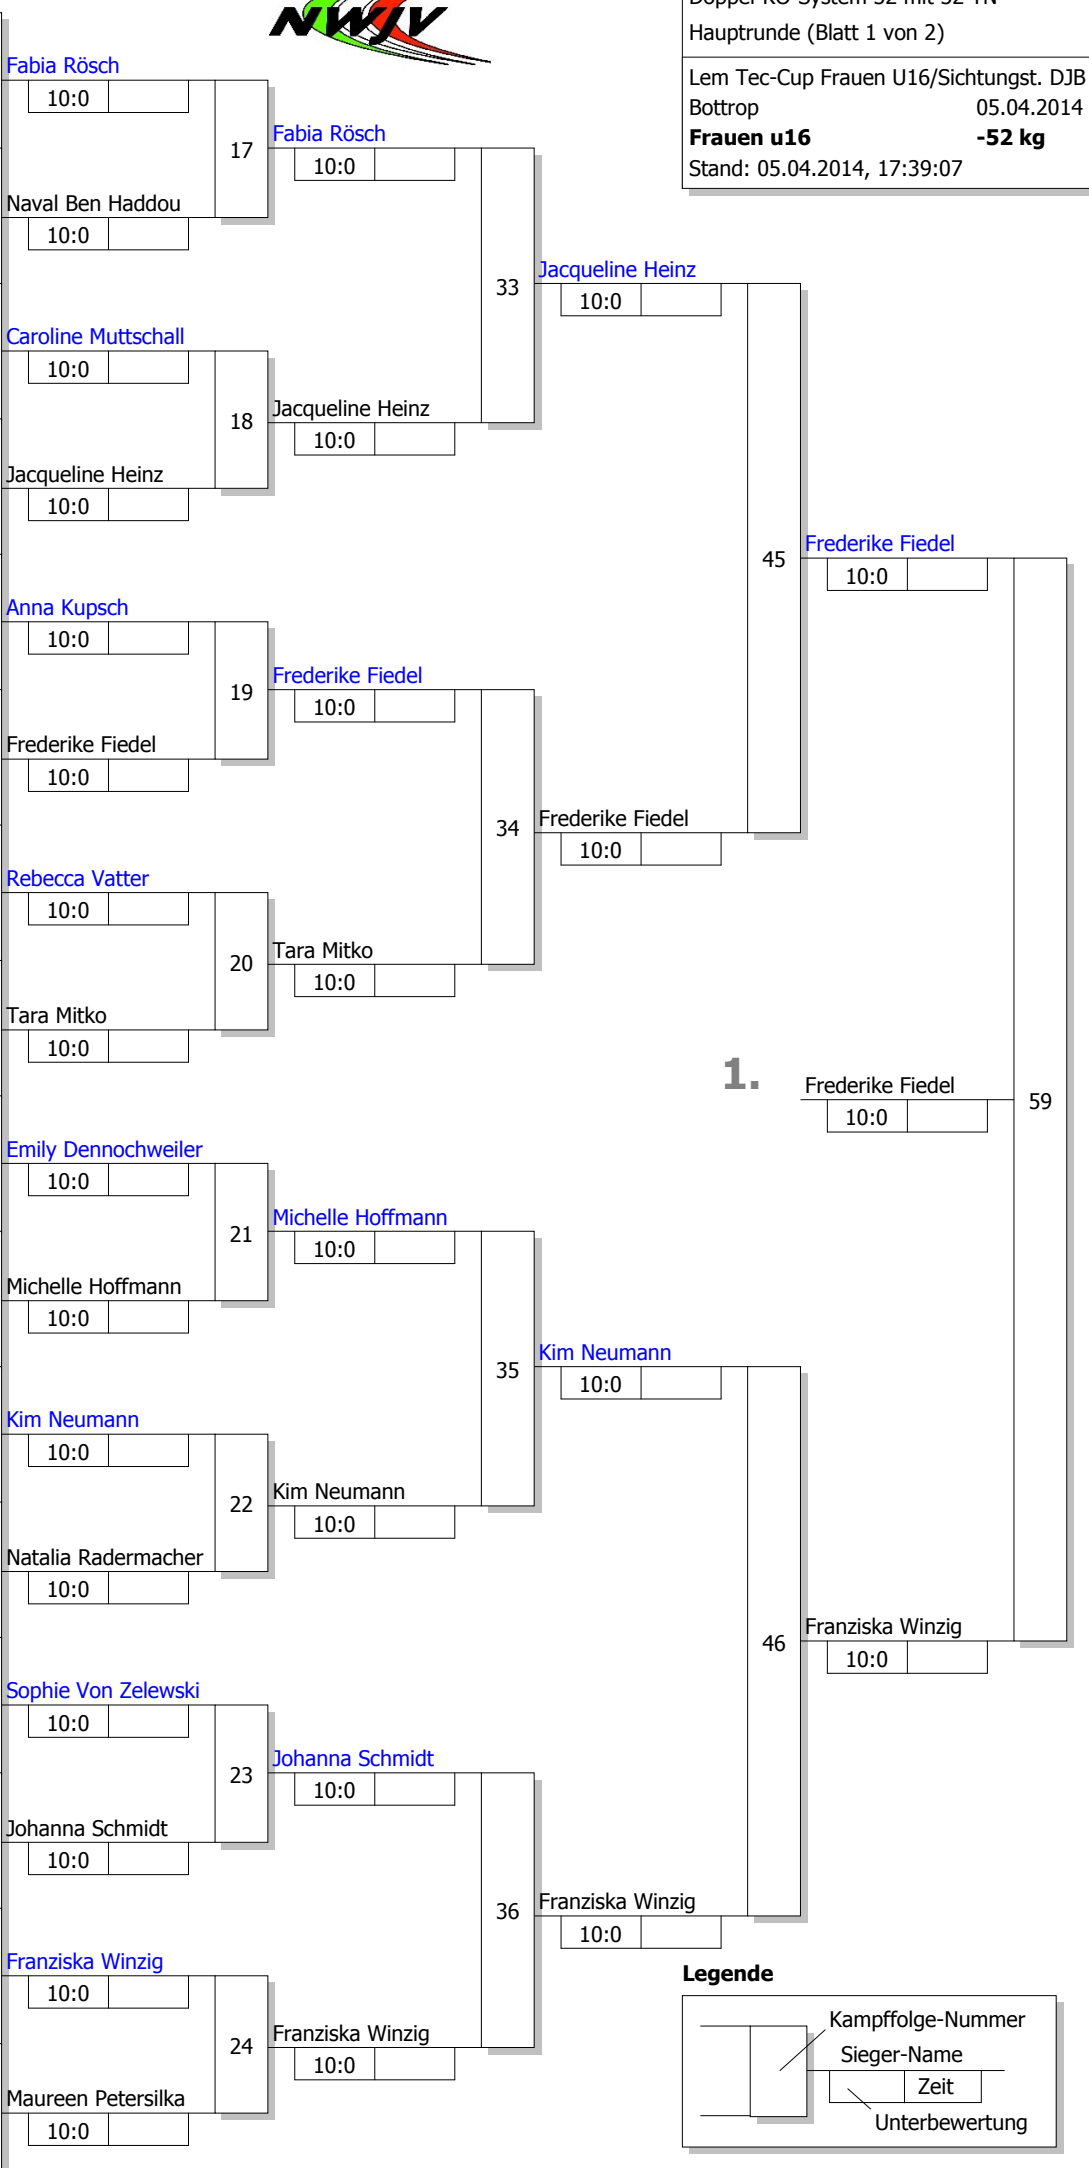 NWJV
Hauptrunde (Blatt 1 von 2)
Lem Tec-Cup Frauen U16/Sichtungst. DJB
Bottrop 05.04.2014
Frauen u16 -52 kg
Stand: 05.04.2014, 17:39:07
Fabia Rösch
10:0
17
Fabia Rösch
10:0
Naval Ben Haddou
10:0
33
Jacqueline Heinz
10:0
Caroline Muttschall
10:0
18
Jacqueline Heinz
10:0
Jacqueline Heinz
10:0
45
Frederike Fiedel
10:0
Anna Kupsch
10:0
19
Frederike Fiedel
10:0
Frederike Fiedel
10:0
34
Frederike Fiedel
10:0
Rebecca Vatter
10:0
20
Tara Mitko
10:0
Tara Mitko
10:0
1.
Frederike Fiedel
10:0
59
Emily Dennochweiler
10:0
21
Michelle Hoffmann
10:0
Michelle Hoffmann
10:0
35
Kim Neumann
10:0
Kim Neumann
10:0
22
Kim Neumann
10:0
Natalia Radermacher
10:0
46
Franziska Winzig
10:0
Sophie Von Zelewski
10:0
23
Johanna Schmidt
10:0
Johanna Schmidt
10:0
36
Franziska Winzig
10:0
Franziska Winzig
10:0
24
Franziska Winzig
10:0
Maureen Petersilka
10:0
Legende
Kampffolge-Nummer
Sieger-Name
Zeit
Unterbewertung